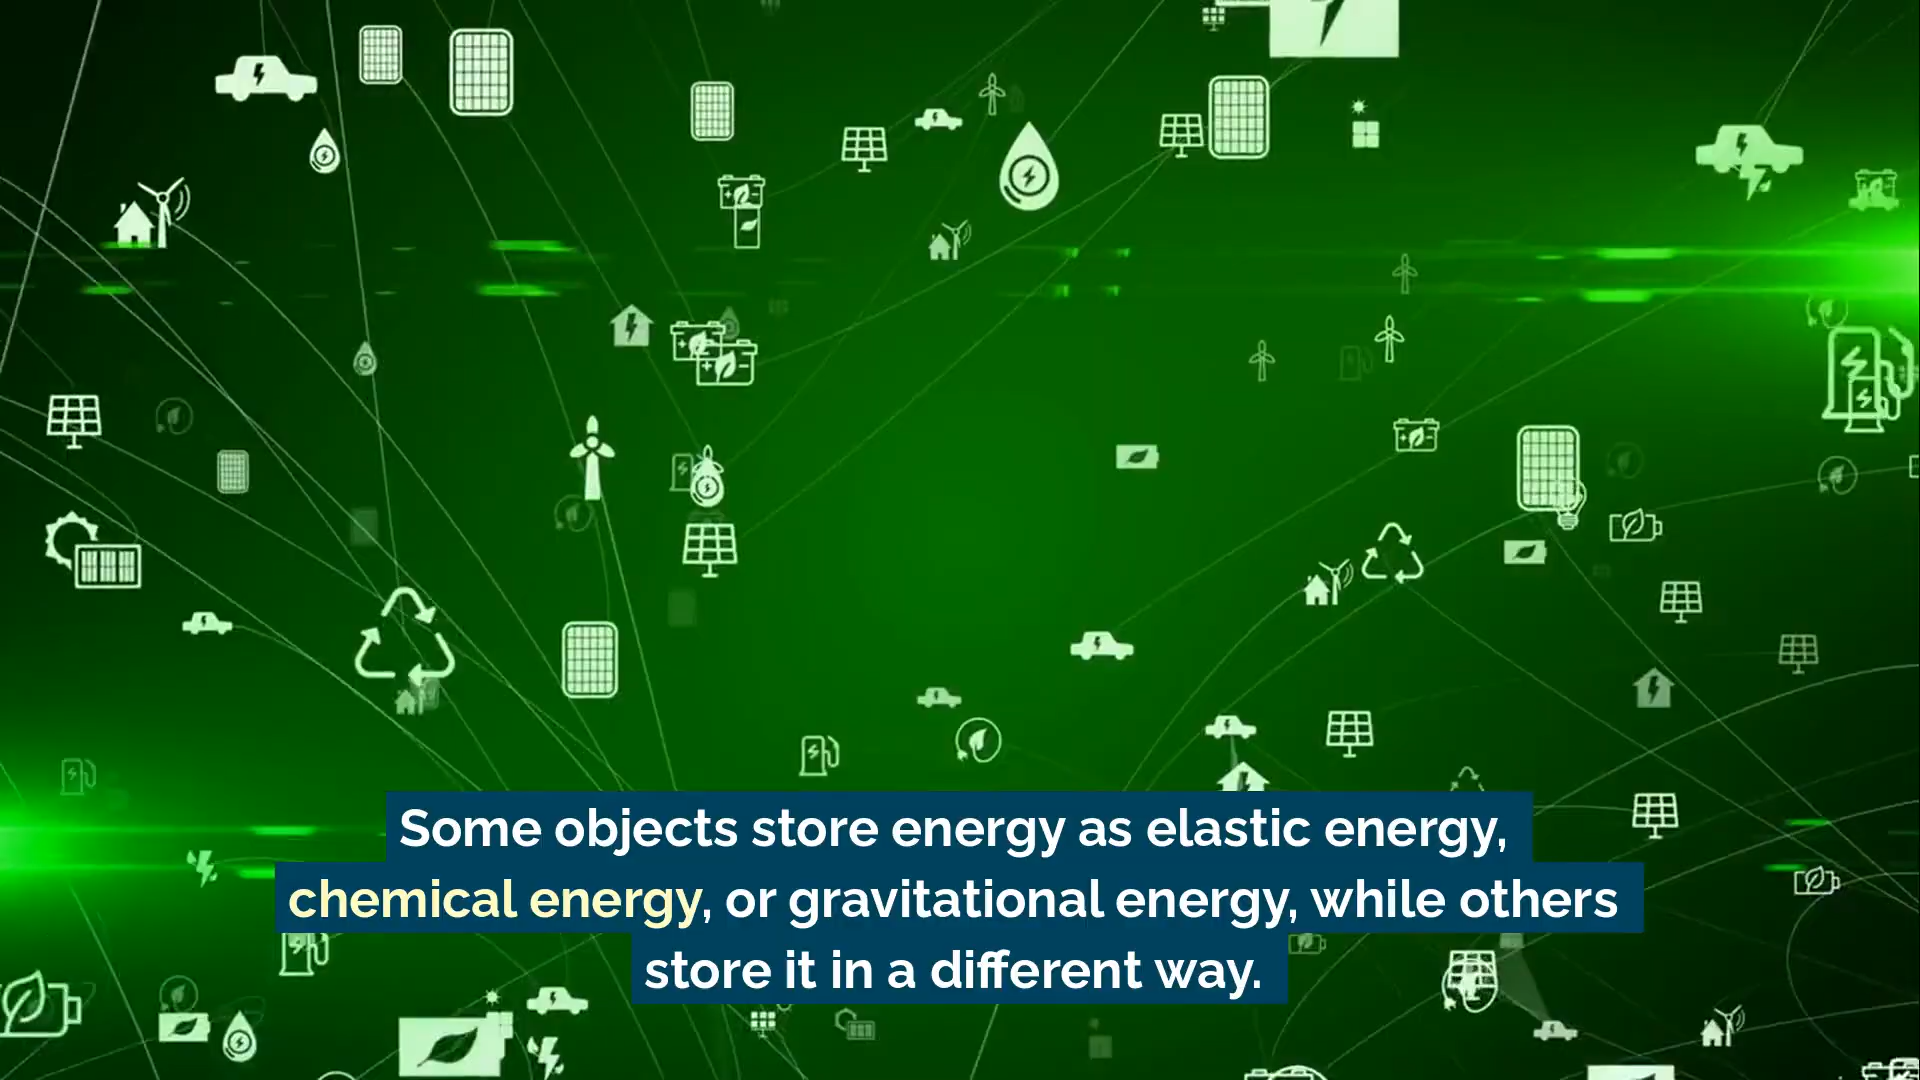 Some objects store energy as elastic energy,
chemical energy, or gravitational energy, while others
store it in a different way.